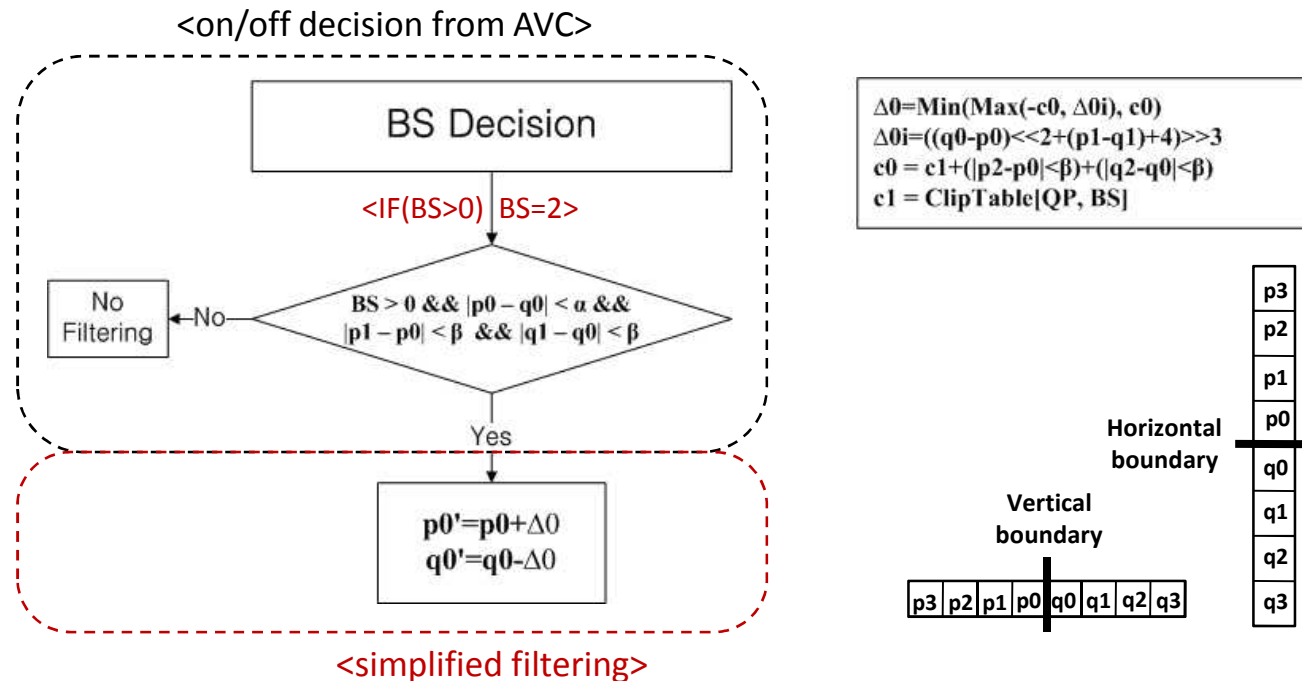 <on/off decision from AVC>
BS Decision
<IF(BS>0) BS=2>
BS > 0 && |p0 – q0| < α &&
|p1 – p0| < β && |q1 – q0| < β
No
No
Filtering
Yes
p0'=p0+Δ0
q0'=q0-Δ0
<simplified filtering>
Δ0=Min(Max(-c0, Δ0i), c0)
Δ0i=((q0-p0)<<2+(p1-q1)+4)>>3
c0 = c1+(|p2-p0|<β)+(|q2-q0|<β)
c1 = ClipTable[QP, BS]
p3
p2
p1
p0
Horizontal
boundary
q0
q1
q2
q3
Vertical
boundary
p3 p2 p1 p0 q0 q1 q2 q3